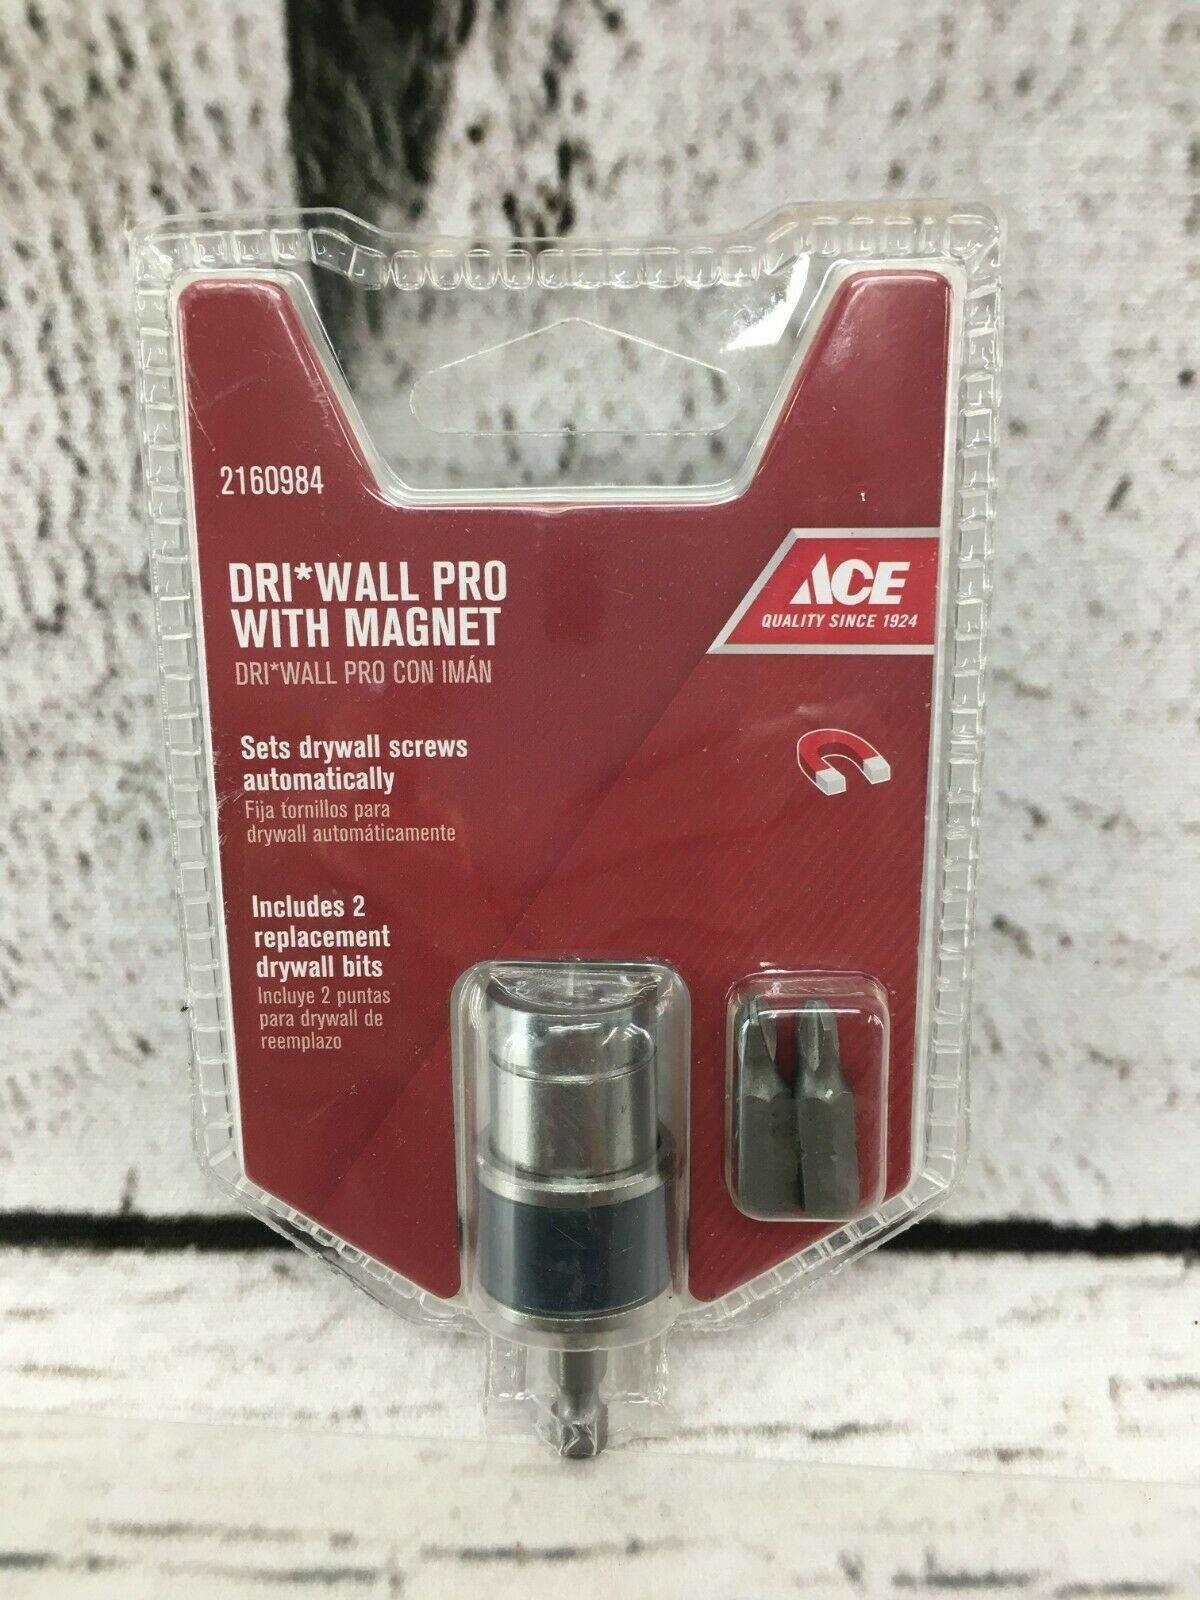 2160984
DRI*WALL PRO
WITH MAGNET
DRI*WALL PRO CON IMÁN
ACE
QUALITY SINCE 1924
Sets drywall screws
automatically
Fija tornillos para
drywall automáticamente
Includes 2
replacement
drywall bits
Incluye 2 puntas
para drywall de
reemplazo